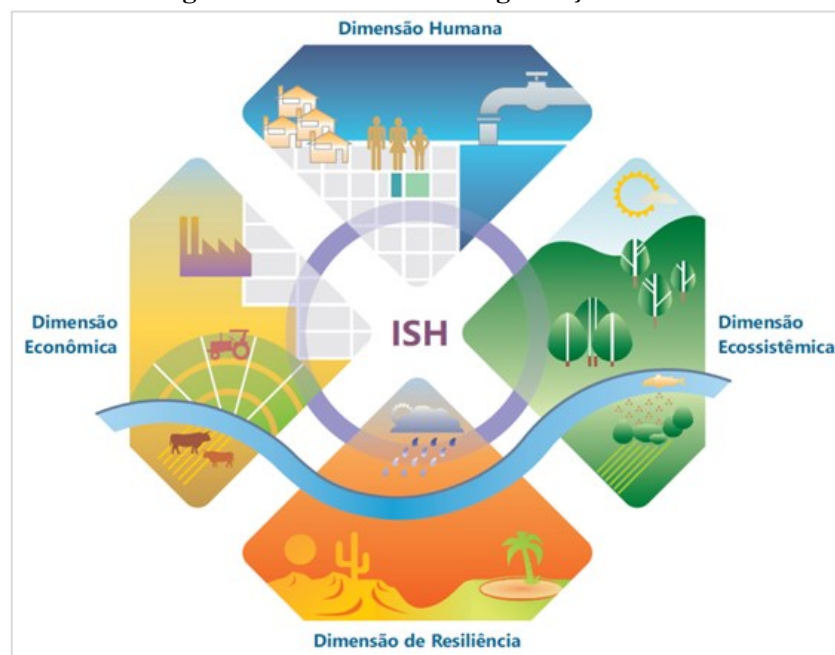 Dimensão Humana
Dimensão
Econômica
ISH
Dimensão
Ecossistêmica
Dimensão de Resiliência